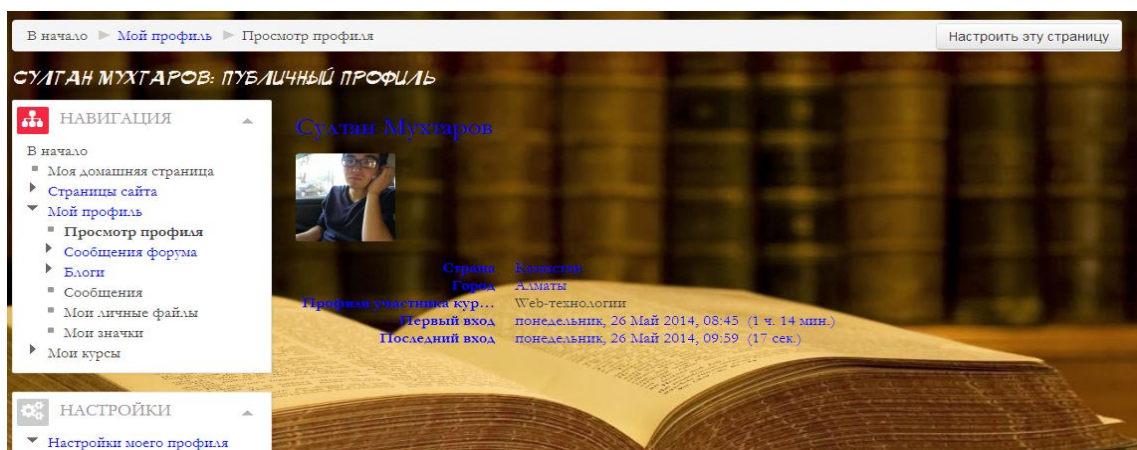 В начало ▶ Мой профиль ▶ Просмотр профиля
Настроить эту страницу
СУЛТАН МУХТАРОВ: ПУБЛИЧНЫЙ ПРОФИЛЬ
НАВИГАЦИЯ
В начало
Моя домашняя страница
Страницы сайта
Мой профиль
Просмотр профиля
Сообщения форума
Блоги
Сообщения
Мои личные файлы
Мои значки
Мои курсы
НАСТРОЙКИ
Настройки моего профиля
Султан Мухтаров
Страна Казахстан
Город Алматы
Профили участника кур... Web-технологии
Первый вход понедельник, 26 Май 2014, 08:45 (1 ч. 14 мин.)
Последний вход понедельник, 26 Май 2014, 09:59 (17 сек.)